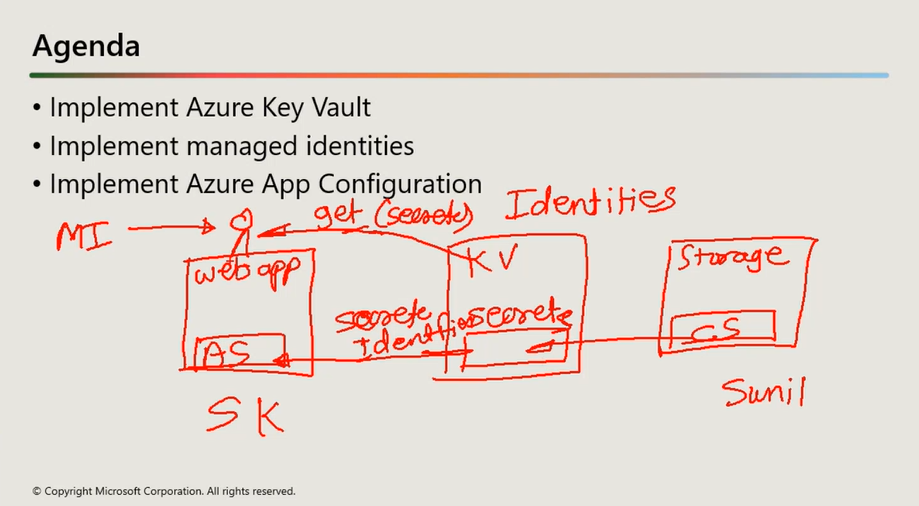 Agenda
• Implement Azure Key Vault
• Implement managed identities
• Implement Azure App Configuration
MI
get (secrete)
Identities
web app
KV
Storage
secrete
Identifier
secrete
AS
CS
SK
Sunil
© Copyright Microsoft Corporation. All rights reserved.